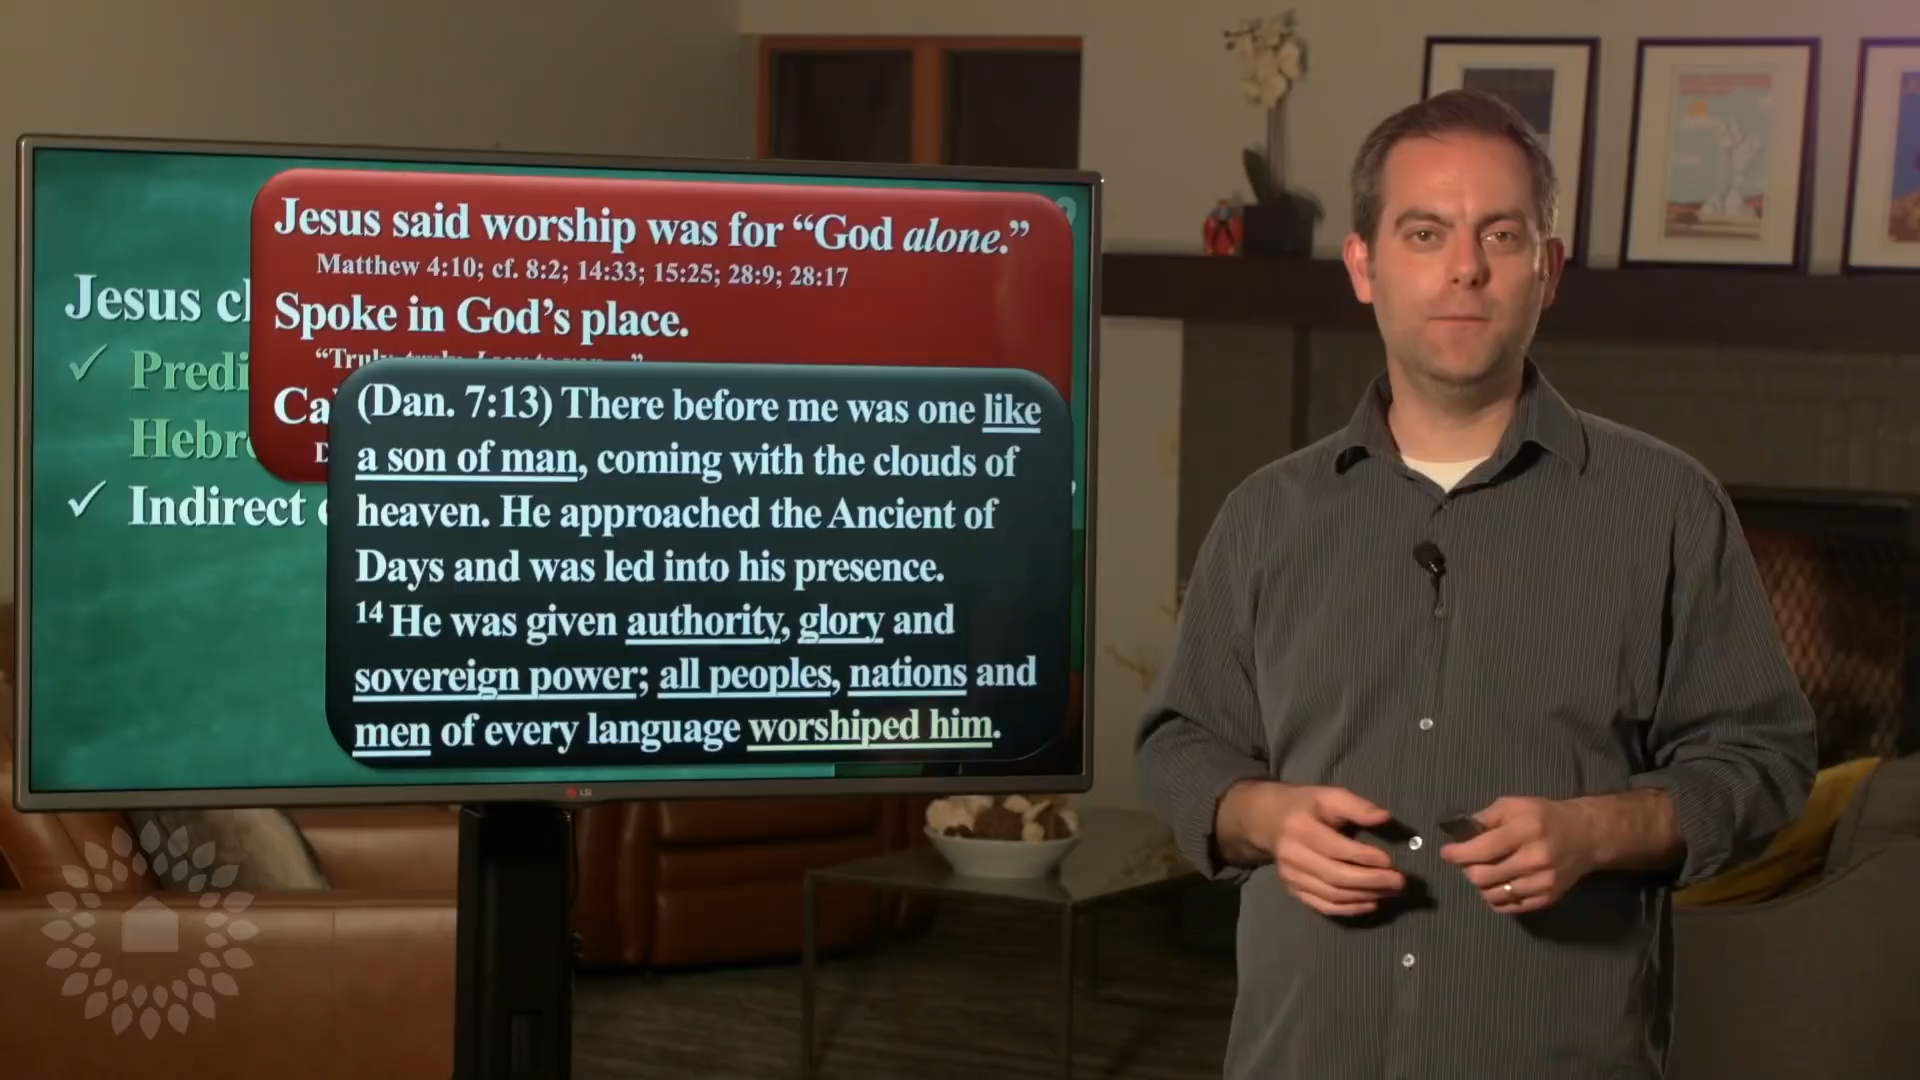 Jesus said worship was for “God alone.”
Matthew 4:10; cf. 8:2; 14:33; 15:25; 28:9; 28:17
Spoke in God’s place.
Jesus
Indirect
(Dan. 7:13) There before me was one like
a son of man, coming with the clouds of
heaven. He approached the Ancient of
Days and was led into his presence.
14 He was given authority, glory and
sovereign power; all peoples, nations and
men of every language worshiped him.
LG